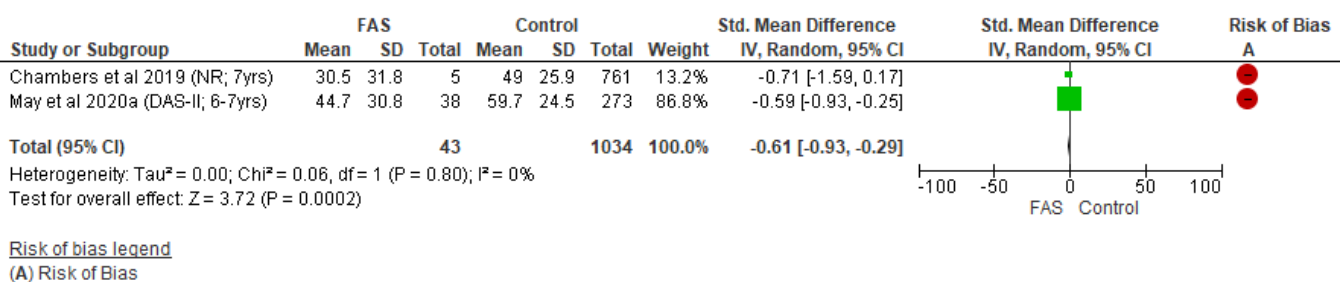 FAS Control Std. Mean Difference Std. Mean Difference Risk of Bias
Study or Subgroup Mean SD Total Mean SD Total Weight IV, Random, 95% CI IV, Random, 95% CI A
Chambers et al 2019 (NR; 7yrs) 30.5 31.8 5 49 25.9 761 13.2% -0.71 [-1.59, 0.17]
May et al 2020a (DAS-II; 6-7yrs) 44.7 30.8 38 59.7 24.5 273 86.8% -0.59 [-0.93, -0.25]
Total (95% CI) 43 1034 100.0% -0.61 [-0.93, -0.29]
Heterogeneity: Tau² = 0.00; Chi² = 0.06, df = 1 (P = 0.80); I² = 0%
Test for overall effect: Z = 3.72 (P = 0.0002)
-100 -50 0 50 100
FAS Control
Risk of bias legend
(A) Risk of Bias